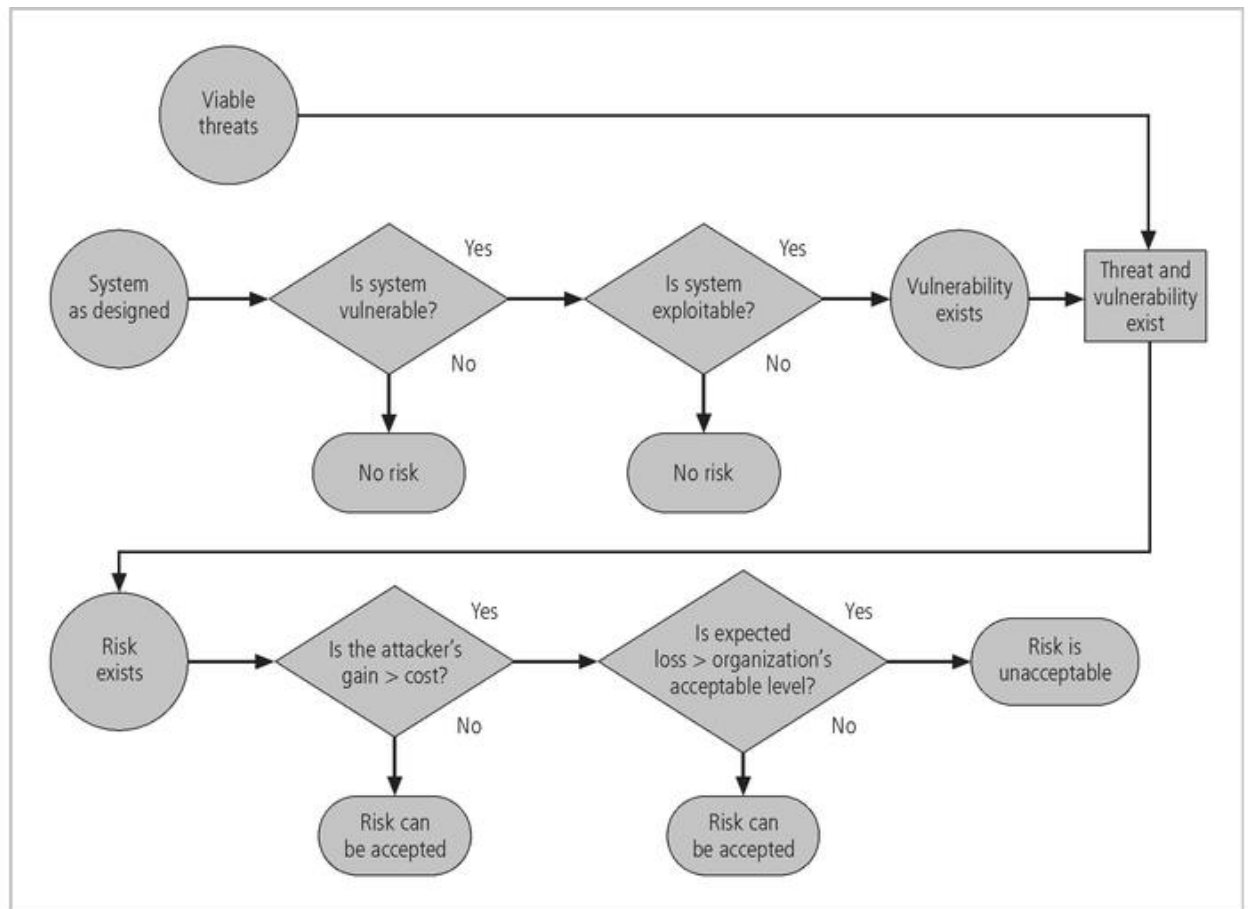 Viable
threats
System
as designed
Is system
vulnerable?
Yes
No
No risk
Is system
exploitable?
Yes
No
No risk
Vulnerability
exists
Threat and
vulnerability
exist
Risk
exists
Is the attacker's
gain > cost?
Yes
No
Risk can
be accepted
Is expected
loss > organization's
acceptable level?
Yes
No
Risk can
be accepted
Risk is
unacceptable